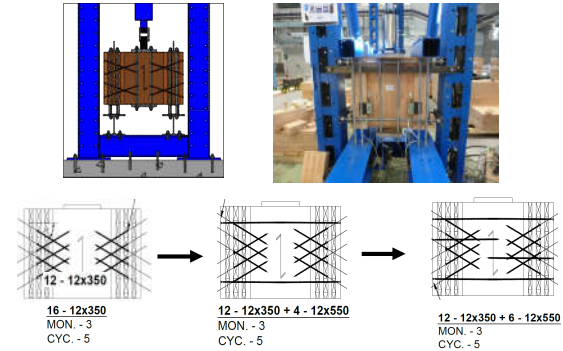 12 - 12x350
16 - 12x350
MON. - 3
CYC. - 5
12 - 12x350 + 4 - 12x550
MON. - 3
CYC. - 5
12 - 12x350 + 6 - 12x550
MON. - 3
CYC. - 5